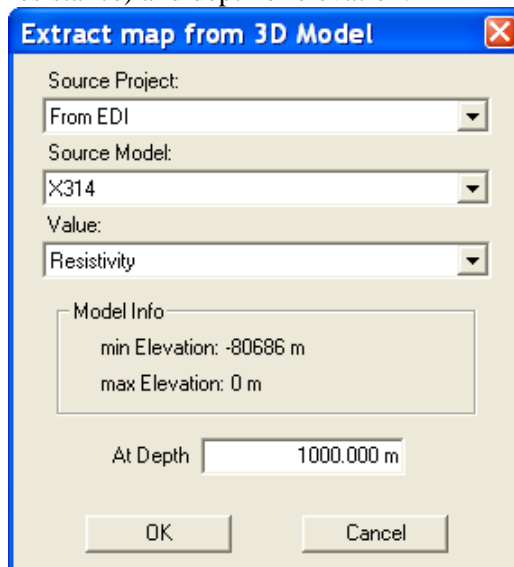 Extract map from 3D Model
Source Project:
From EDI
Source Model:
X314
Value:
Resistivity
Model Info
min Elevation: -80686 m
max Elevation: 0 m
At Depth 1000.000 m
OK Cancel